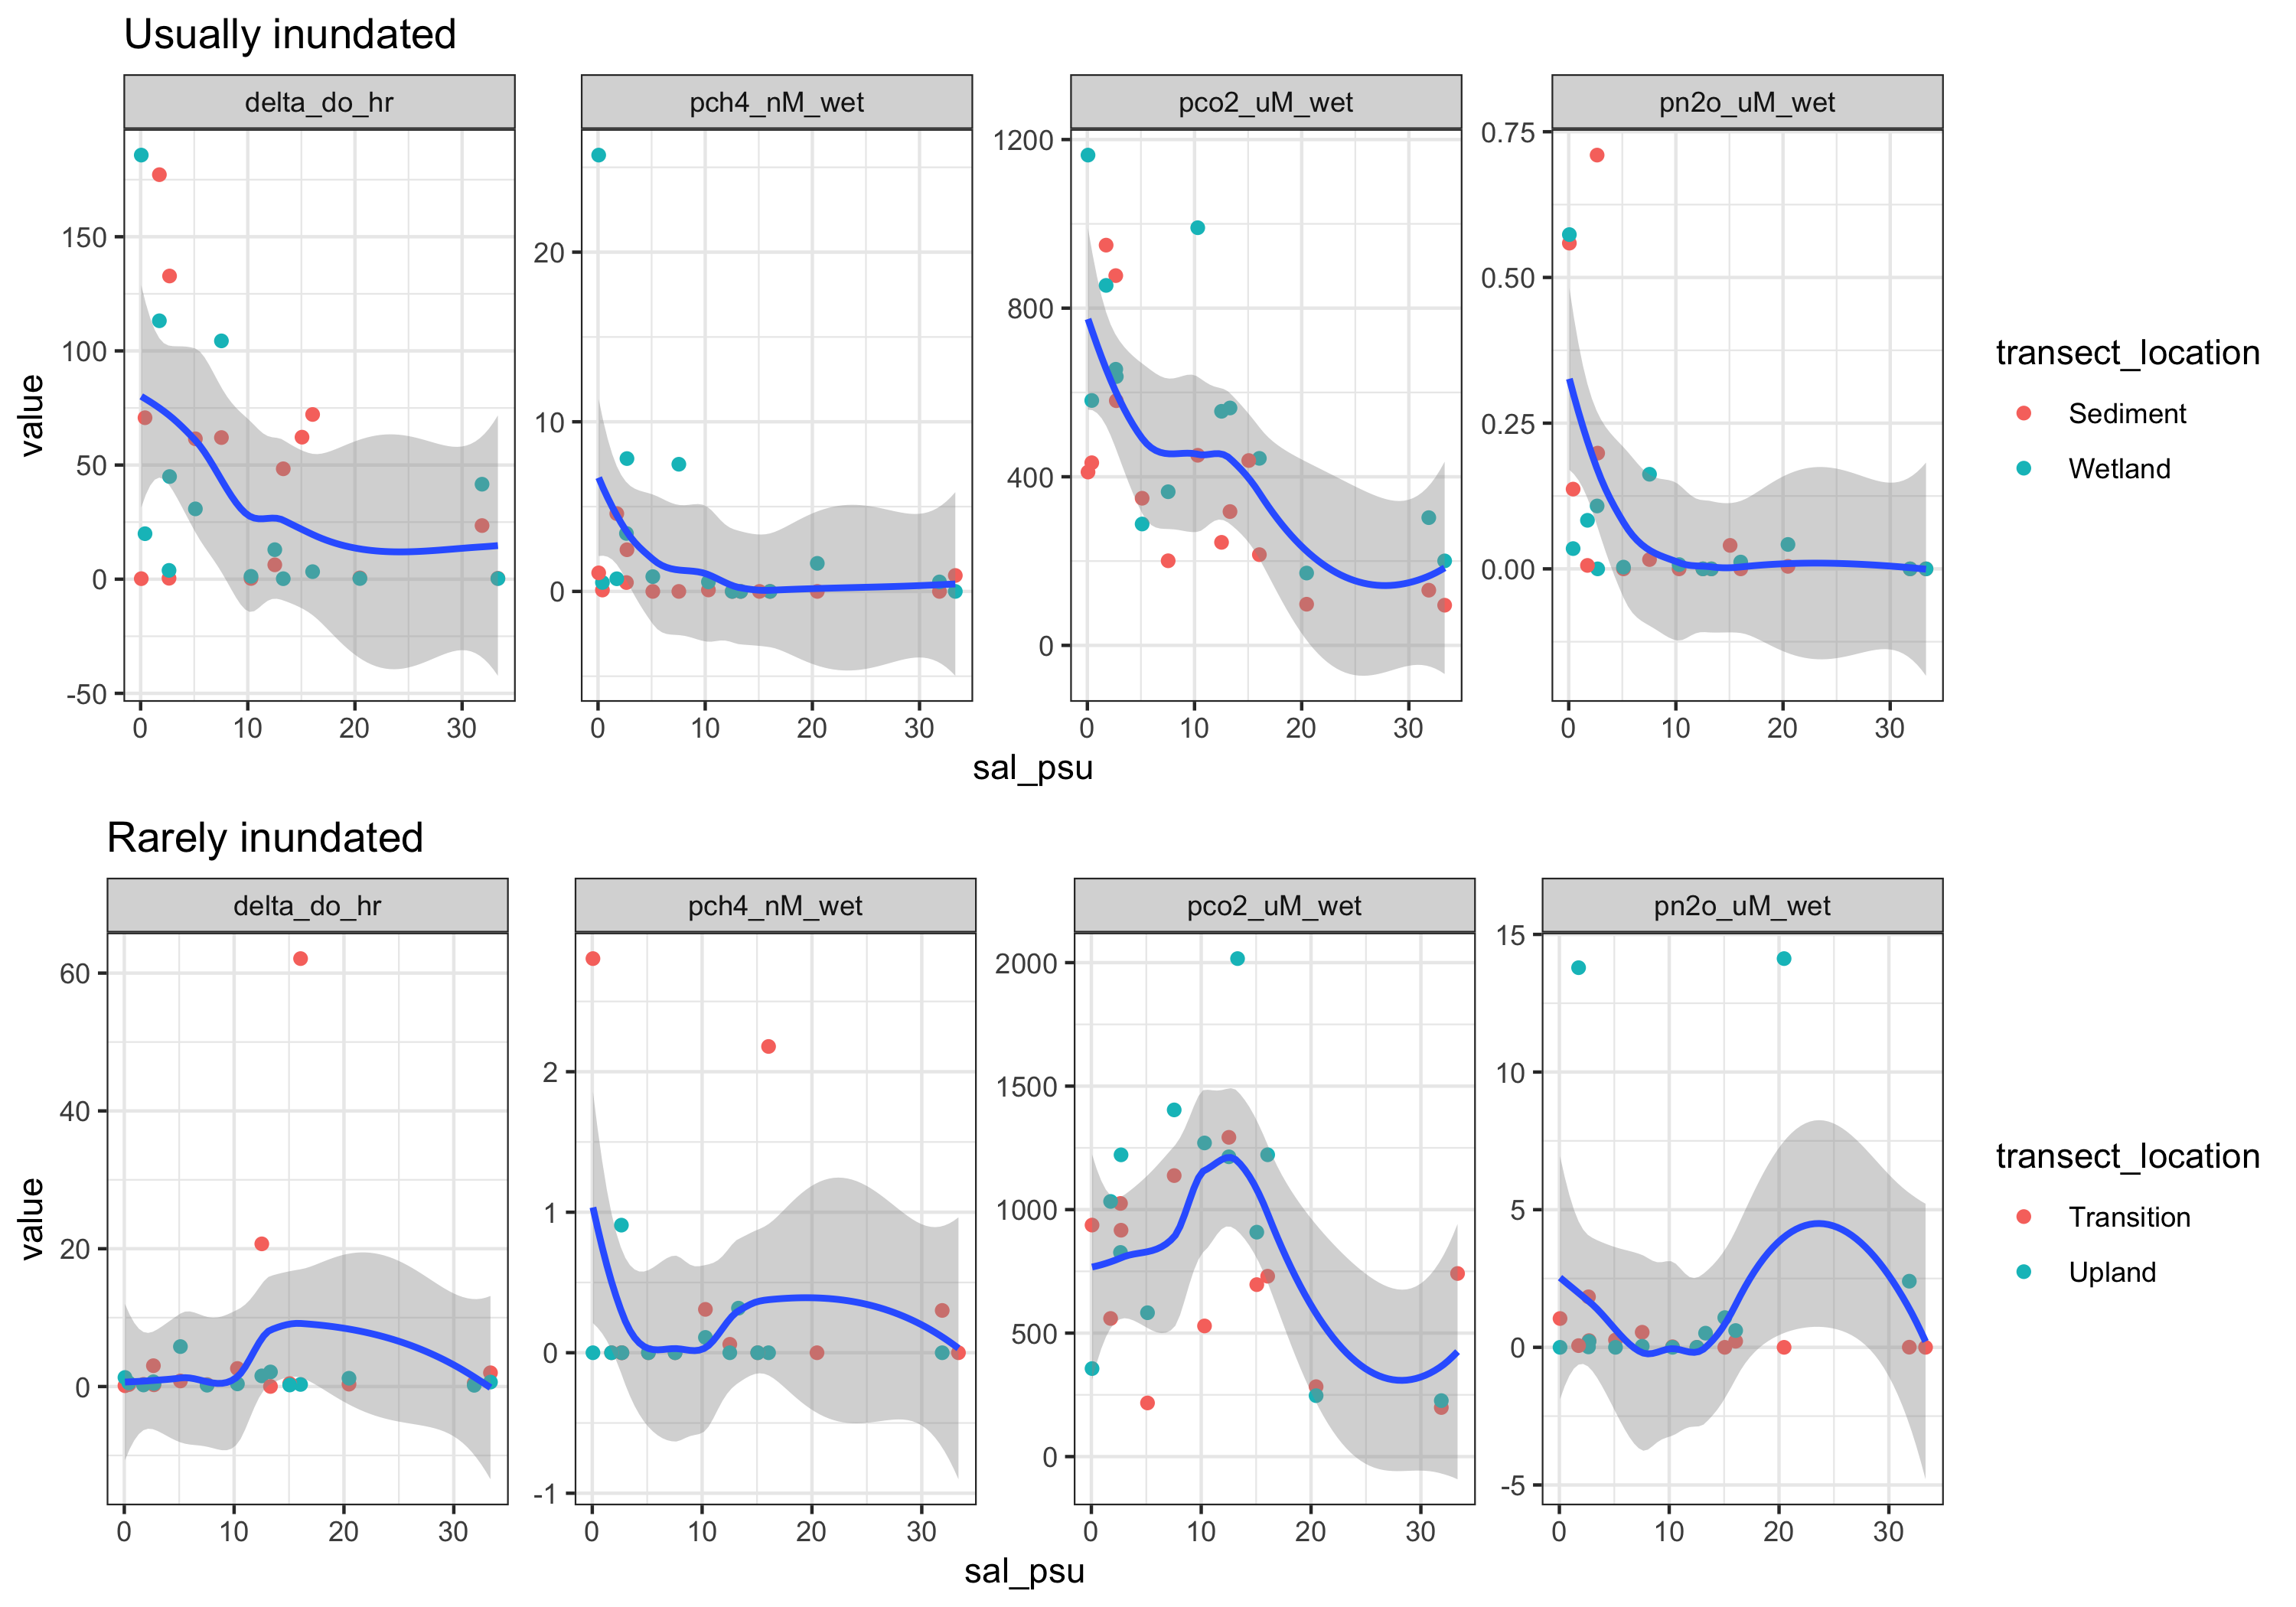 Usually inundated
delta_do_hr pch4_nM_wet pco2_uM_wet pn2o_uM_wet
value
150
100
50
0
-50
0 10 20 30
20
10
0
0 10 20 30
1200
800
400
0
0 10 20 30
0.75
0.50
0.25
0.00
0 10 20 30
sal_psu
transect_location
Sediment
Wetland
Rarely inundated
delta_do_hr pch4_nM_wet pco2_uM_wet pn2o_uM_wet
value
60
40
20
0
0 10 20 30
2
1
0
-1
0 10 20 30
2000
1500
1000
500
0
0 10 20 30
15
10
5
0
-5
0 10 20 30
sal_psu
transect_location
Transition
Upland